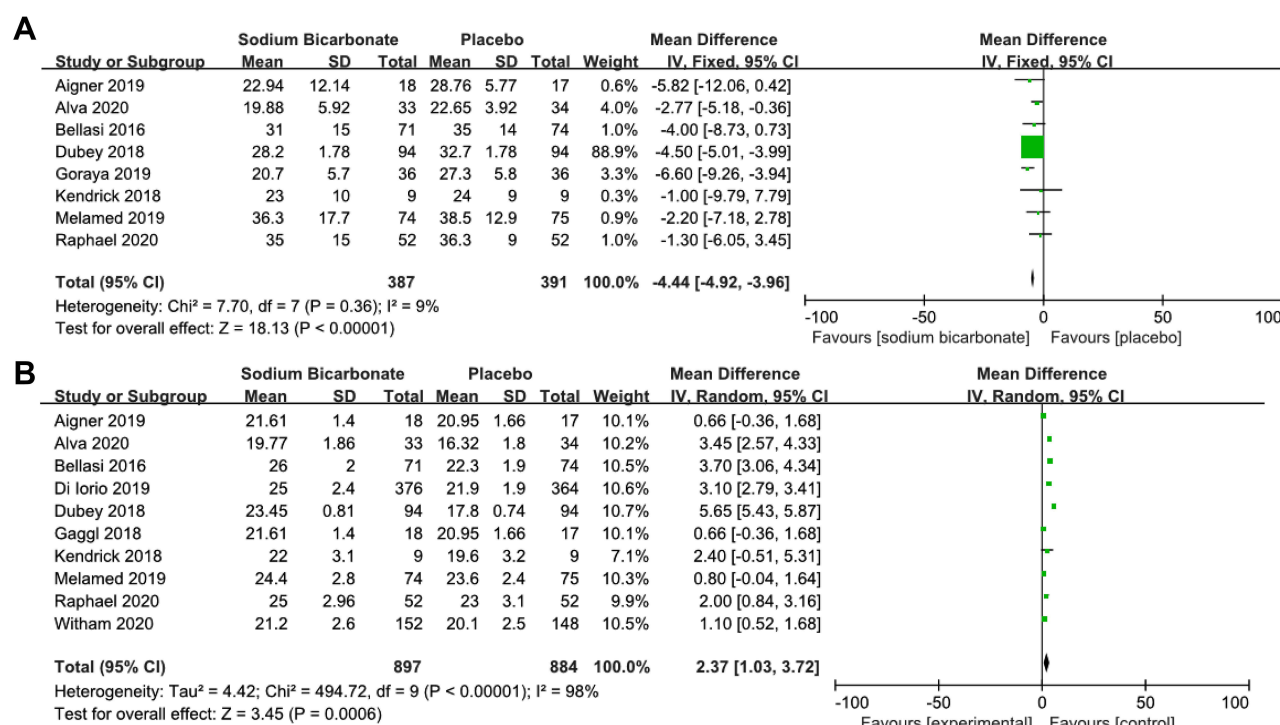 A
Sodium Bicarbonate Placebo Mean Difference Mean Difference
Study or Subgroup Mean SD Total Mean SD Total Weight IV, Fixed, 95% CI IV, Fixed, 95% CI
Aigner 2019 22.94 12.14 18 28.76 5.77 17 0.6% -5.82 [-12.06, 0.42]
Alva 2020 19.88 5.92 33 22.65 3.92 34 4.0% -2.77 [-5.18, -0.36]
Bellasi 2016 31 15 71 35 14 74 1.0% -4.00 [-8.73, 0.73]
Dubey 2018 28.2 1.78 94 32.7 1.78 94 88.9% -4.50 [-5.01, -3.99]
Goraya 2019 20.7 5.7 36 27.3 5.8 36 3.3% -6.60 [-9.26, -3.94]
Kendrick 2018 23 10 9 24 9 9 0.3% -1.00 [-9.79, 7.79]
Melamed 2019 36.3 17.7 74 38.5 12.9 75 0.9% -2.20 [-7.18, 2.78]
Raphael 2020 35 15 52 36.3 9 52 1.0% -1.30 [-6.05, 3.45]
Total (95% CI) 387 391 100.0% -4.44 [-4.92, -3.96]
Heterogeneity: Chi² = 7.70, df = 7 (P = 0.36); I² = 9%
Test for overall effect: Z = 18.13 (P < 0.00001)
-100 -50 0 50 100
Favours [sodium bicarbonate] Favours [placebo]
B
Sodium Bicarbonate Placebo Mean Difference Mean Difference
Study or Subgroup Mean SD Total Mean SD Total Weight IV, Random, 95% CI IV, Random, 95% CI
Aigner 2019 21.61 1.4 18 20.95 1.66 17 10.1% 0.66 [-0.36, 1.68]
Alva 2020 19.77 1.86 33 16.32 1.8 34 10.2% 3.45 [2.57, 4.33]
Bellasi 2016 26 2 71 22.3 1.9 74 10.5% 3.70 [3.06, 4.34]
Di Iorio 2019 25 2.4 376 21.9 1.9 364 10.6% 3.10 [2.79, 3.41]
Dubey 2018 23.45 0.81 94 17.8 0.74 94 10.7% 5.65 [5.43, 5.87]
Gaggl 2018 21.61 1.4 18 20.95 1.66 17 10.1% 0.66 [-0.36, 1.68]
Kendrick 2018 22 3.1 9 19.6 3.2 9 7.1% 2.40 [-0.51, 5.31]
Melamed 2019 24.4 2.8 74 23.6 2.4 75 10.3% 0.80 [-0.04, 1.64]
Raphael 2020 25 2.96 52 23 3.1 52 9.9% 2.00 [0.84, 3.16]
Witham 2020 21.2 2.6 152 20.1 2.5 148 10.5% 1.10 [0.52, 1.68]
Total (95% CI) 897 884 100.0% 2.37 [1.03, 3.72]
Heterogeneity: Tau² = 4.42; Chi² = 494.72, df = 9 (P < 0.00001); I² = 98%
Test for overall effect: Z = 3.45 (P = 0.0006)
-100 -50 0 50 100
Favours [experimental] Favours [control]